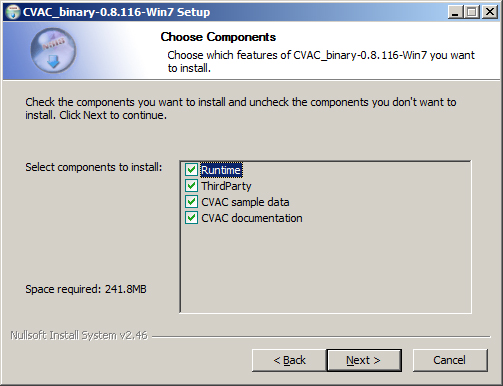 CVAC_binary-0.8.116-Win7 Setup
Choose Components
Choose which features of CVAC_binary-0.8.116-Win7 you want
to install.
Check the components you want to install and uncheck the components you don't want to
install. Click Next to continue.
Select components to install:
Runtime
ThirdParty
CVAC sample data
CVAC documentation
Space required: 241.8MB
Nullsoft Install System v2.46
< Back
Next >
Cancel